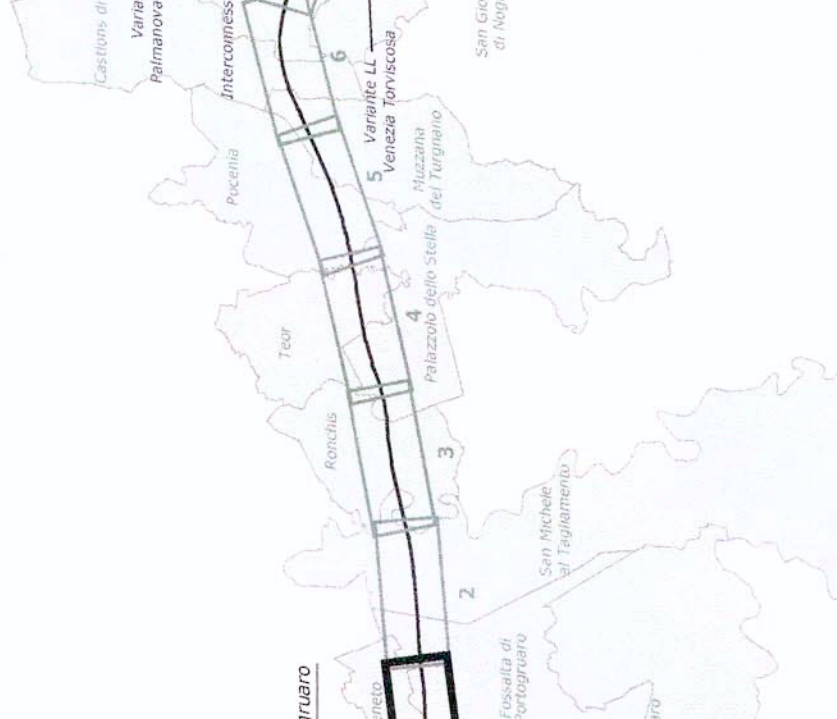 Castions di
Varia
Palmanova
Interconness
6
Variante LL
Venezia Torviscosa
San Gio
di Nog
Pocenia
5
Muzzana
del Turgnano
Teor
4
Palazzolo dello Stella
Ronchis
3
San Michele
al Tagliamento
2
gruaro
eneto
Fossalta di
Portogruaro